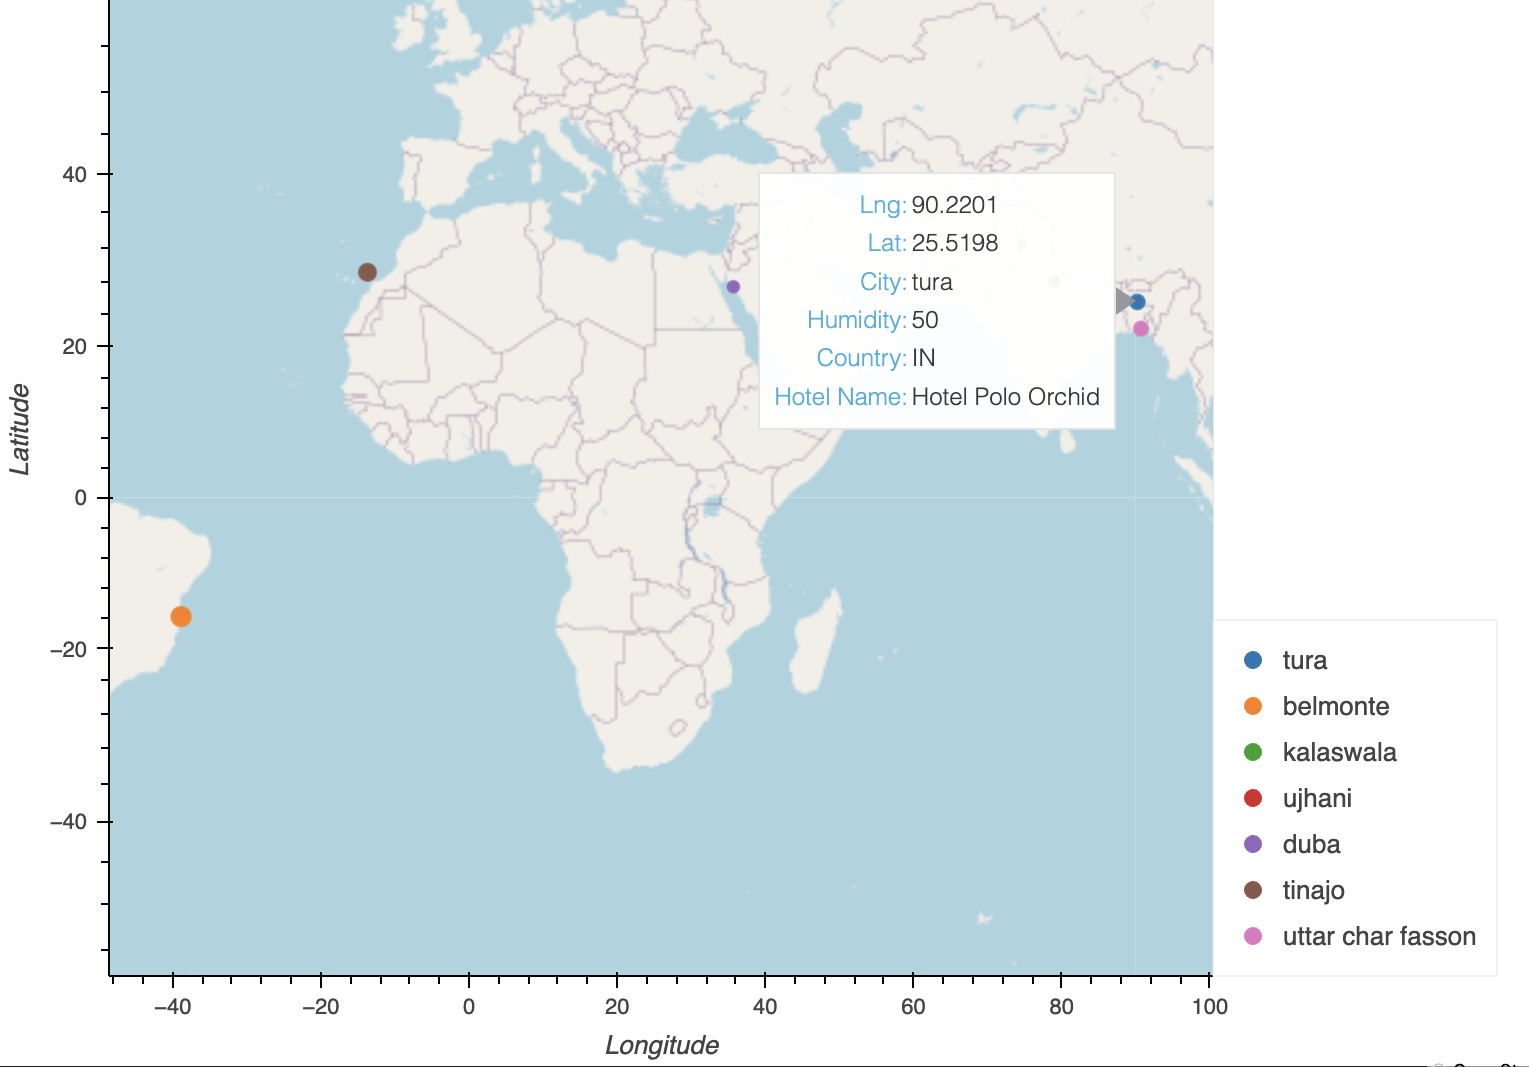 Lng: 90.2201
Lat: 25.5198
City: tura
Humidity: 50
Country: IN
Hotel Name: Hotel Polo Orchid
40
20
0
−20
−40
Latitude
−40 −20 0 20 40 60 80 100
Longitude
tura
belmonte
kalaswala
ujhani
duba
tinajo
uttar char fasson